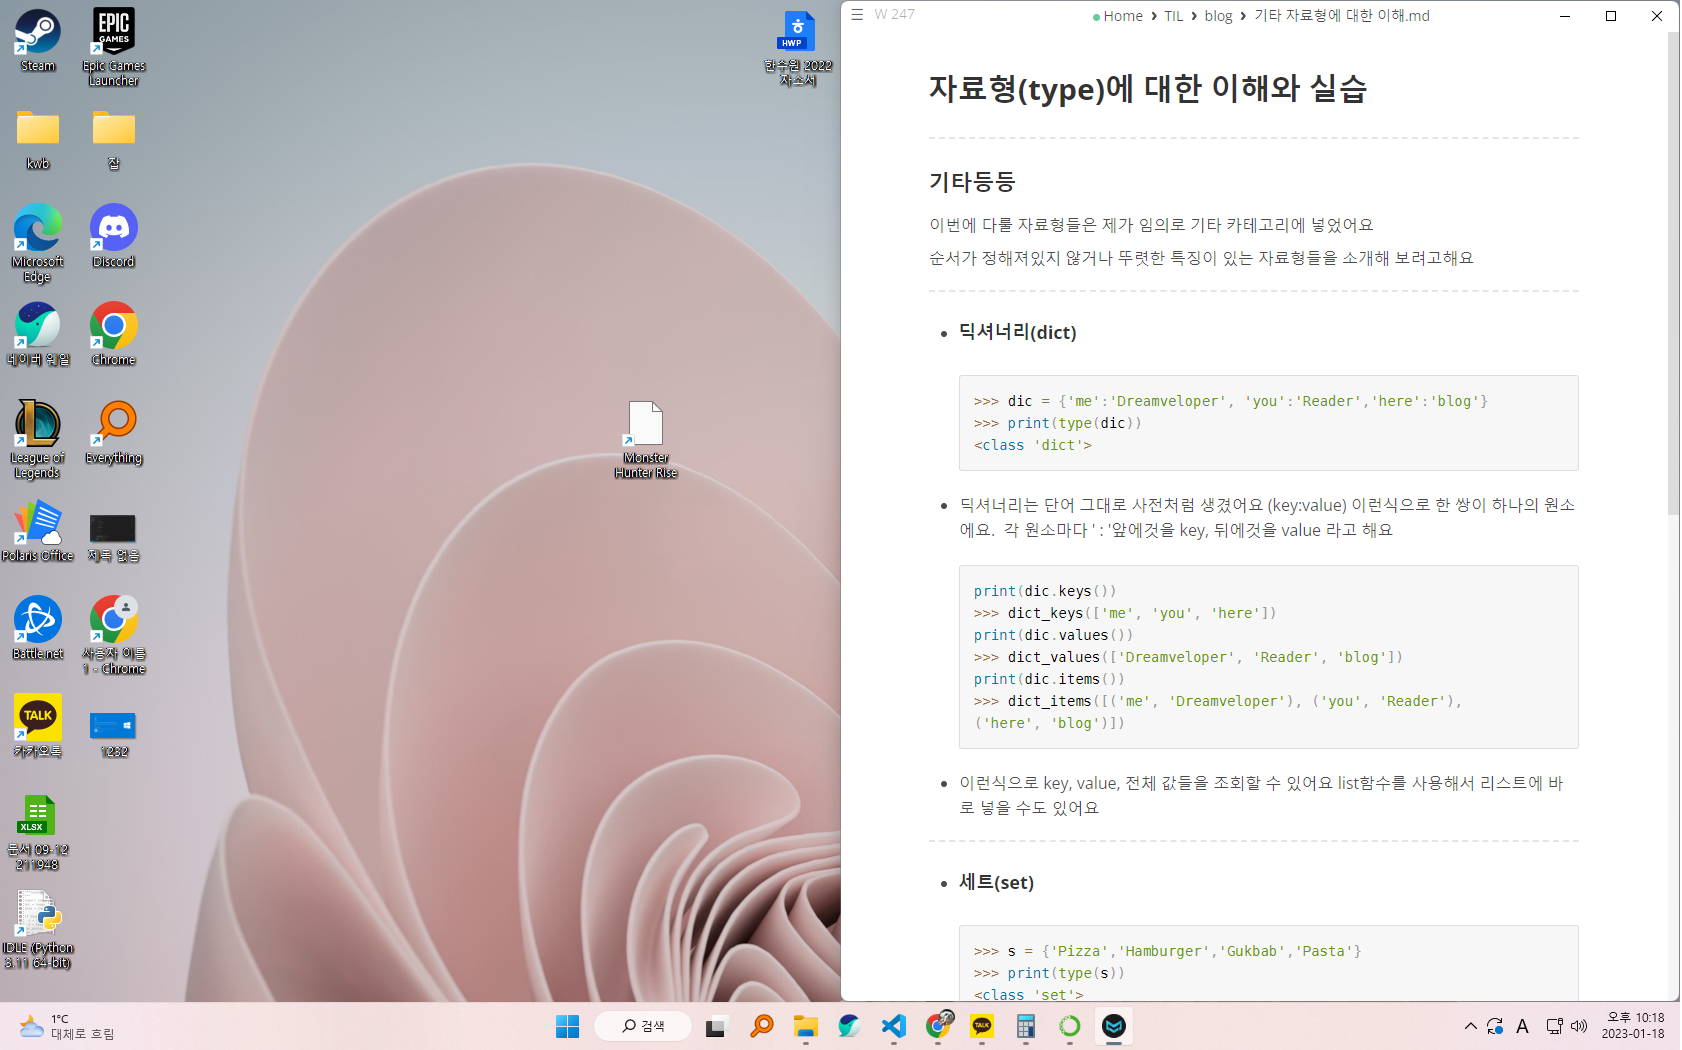 Steam
EPIC
GAMES
Epic Games
Launcher
HWP
한수원 2022
자소서
kwb
잡
Microsoft
Edge
Discord
네이버 웨일
Chrome
League of
Legends
Everything
Monster
Hunter Rise
Polaris Office
제목 없음
Battle.net
사용자 이름
1 - Chrome
TALK
카카오톡
1232
XLSX
문서 09-12
211948
IDLE (Python
3.11 64-bit)
W 247
Home › TIL › blog › 기타 자료형에 대한 이해.md
자료형(type)에 대한 이해와 실습
기타등등
이번에 다룰 자료형들은 제가 임의로 기타 카테고리에 넣었어요
순서가 정해져있지 않거나 뚜렷한 특징이 있는 자료형들을 소개해 보려고해요
• 딕셔너리(dict)
>>> dic = {'me':'Dreamveloper', 'you':'Reader','here':'blog'}
>>> print(type(dic))
<class 'dict'>
• 딕셔너리는 단어 그대로 사전처럼 생겼어요 (key:value) 이런식으로 한 쌍이 하나의 원소
에요. 각 원소마다 ' : '앞에것을 key, 뒤에것을 value 라고 해요
print(dic.keys())
>>> dict_keys(['me', 'you', 'here'])
print(dic.values())
>>> dict_values(['Dreamveloper', 'Reader', 'blog'])
print(dic.items())
>>> dict_items([('me', 'Dreamveloper'), ('you', 'Reader'),
('here', 'blog')])
• 이런식으로 key, value, 전체 값들을 조회할 수 있어요 list함수를 사용해서 리스트에 바
로 넣을 수도 있어요
• 세트(set)
>>> s = {'Pizza','Hamburger','Gukbab','Pasta'}
>>> print(type(s))
<class 'set'>
1°C
대체로 흐림
검색
TALK
A
오후 10:18
2023-01-18